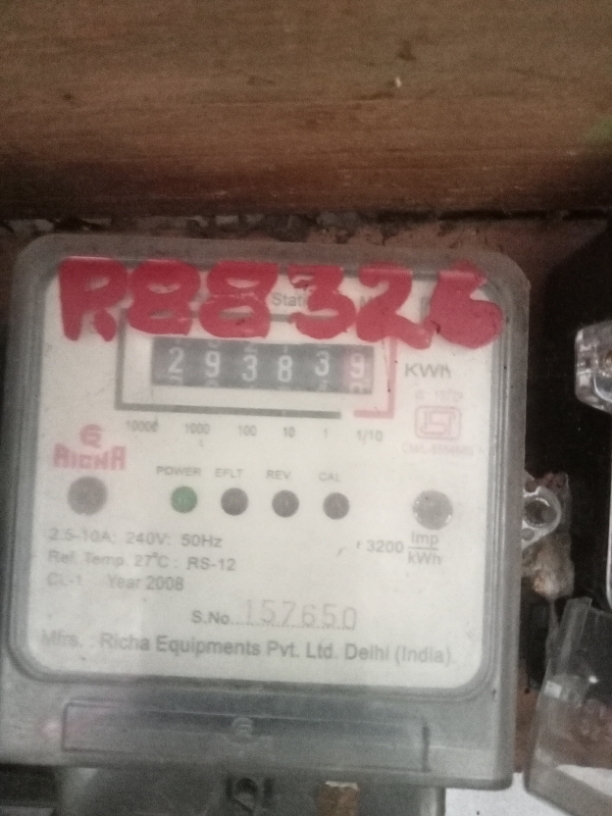 R88326
Stati
293839
KWh
10000 1000 100 10 1 1/10
RICHA
POWER EFLT REV. CAL
2.5-10A; 240V; 50Hz
3200 Imp/kWh
Ref. Temp. 27°C ; RS-12
CL-1 Year 2008
S.No. 157650
Mfrs. : Richa Equipments Pvt. Ltd. Delhi (India)